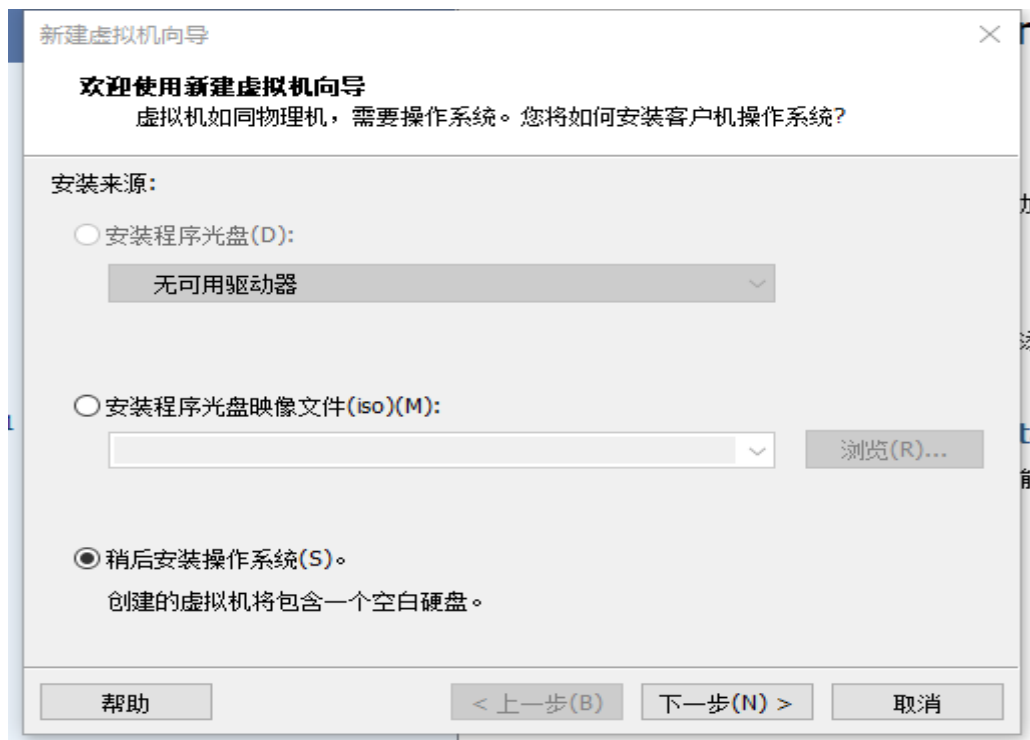 新建虚拟机向导
欢迎使用新建虚拟机向导
虚拟机如同物理机，需要操作系统。您将如何安装客户机操作系统?
安装来源:
安装程序光盘(D):
无可用驱动器
安装程序光盘映像文件(iso)(M):
浏览(R)...
稍后安装操作系统(S)。
创建的虚拟机将包含一个空白硬盘。
帮助
< 上一步(B)
下一步(N) >
取消